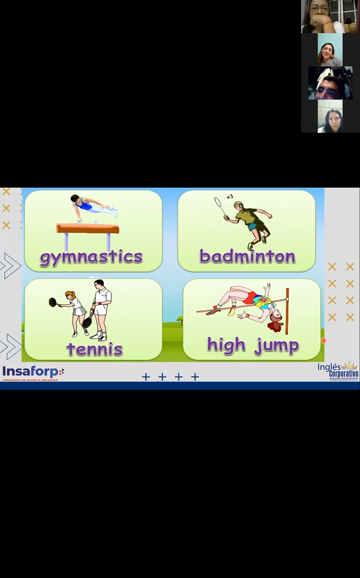 gymnastics
badminton
tennis
high jump
Insaforp
Inglés
Corporativo